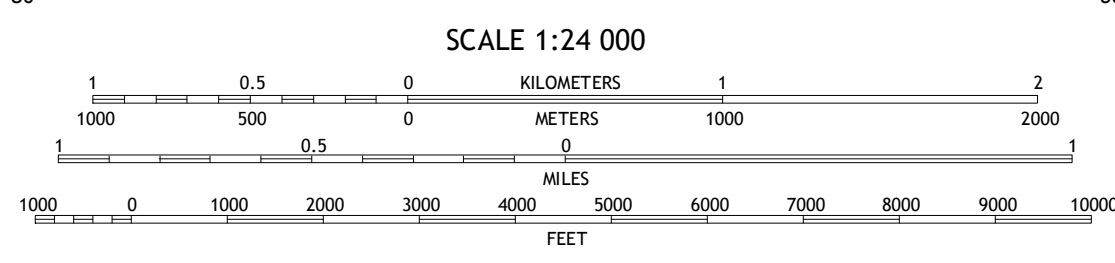 SCALE 1:24 000
1 0.5 0 KILOMETERS 1 2
1000 500 0 METERS 1000 2000
1 0.5 0 1
MILES
1000 0 1000 2000 3000 4000 5000 6000 7000 8000 9000 10000
FEET